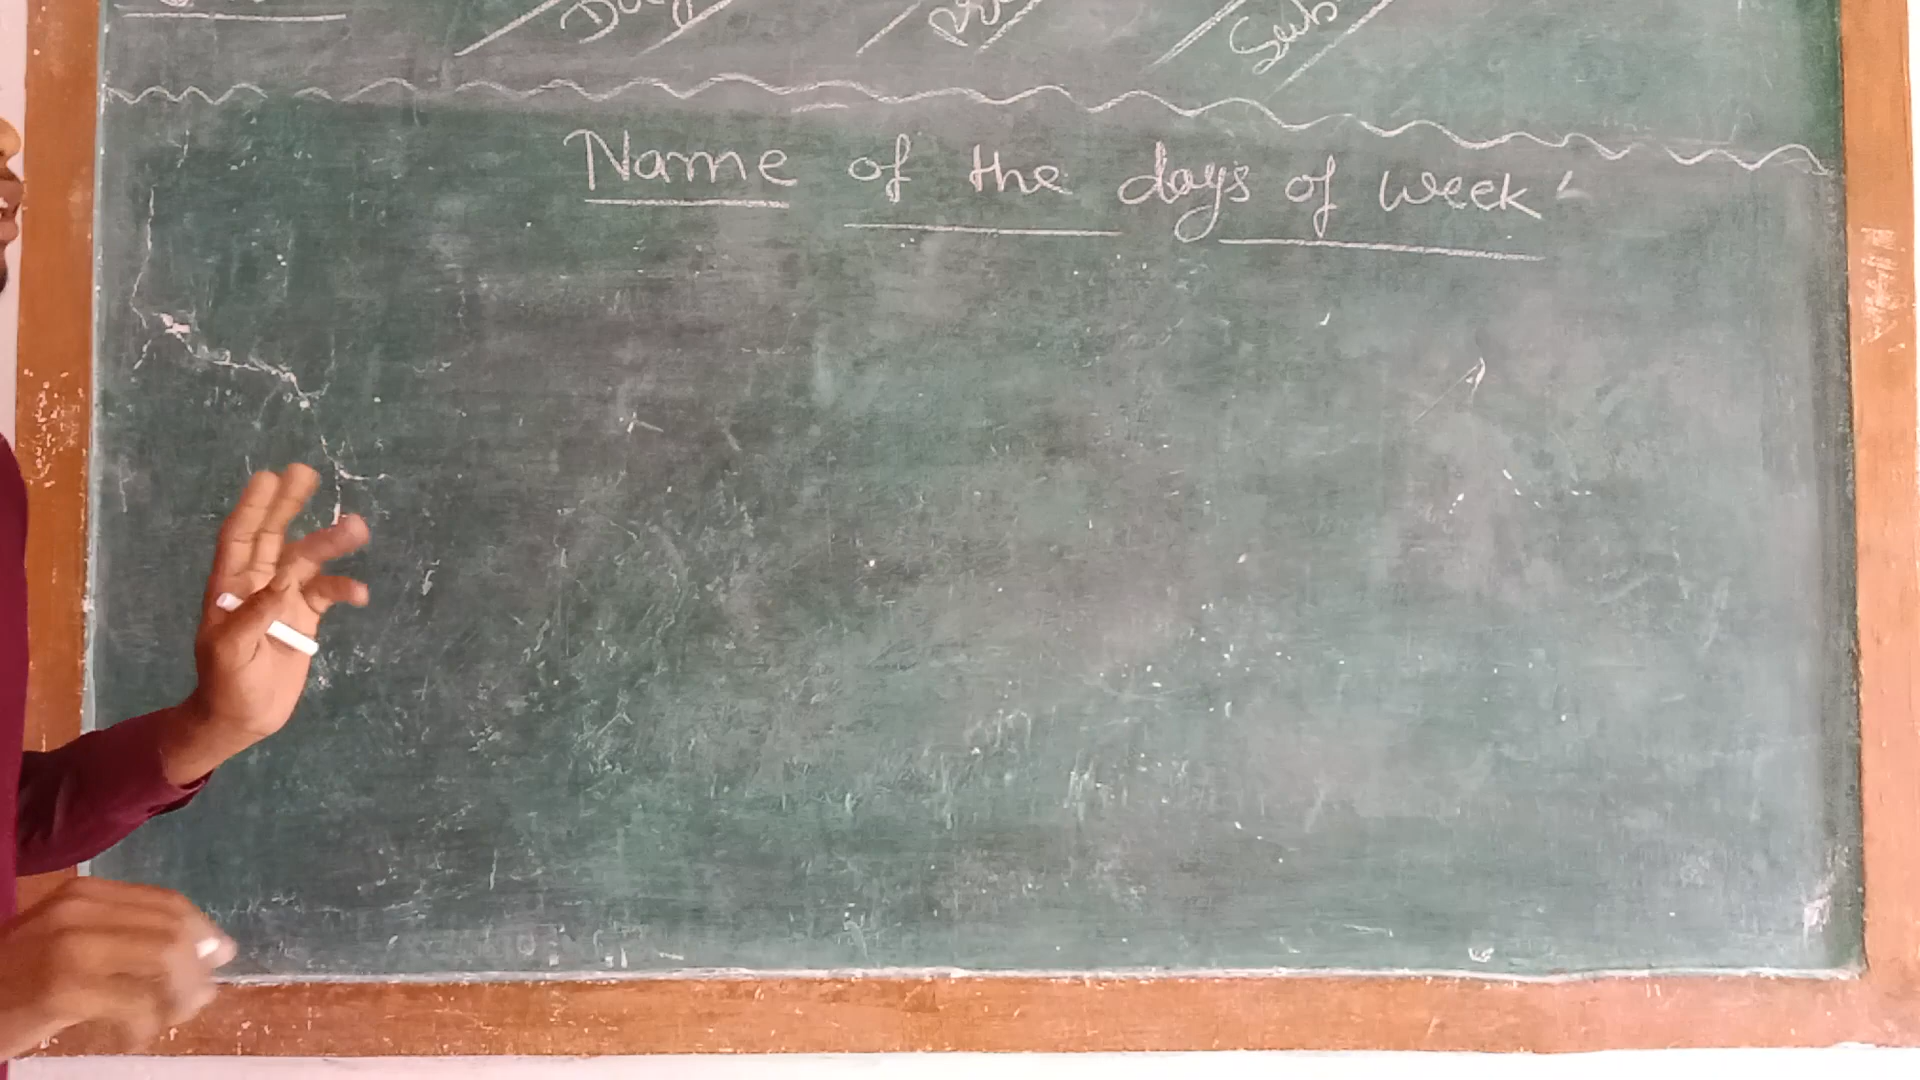 Name of the days of week